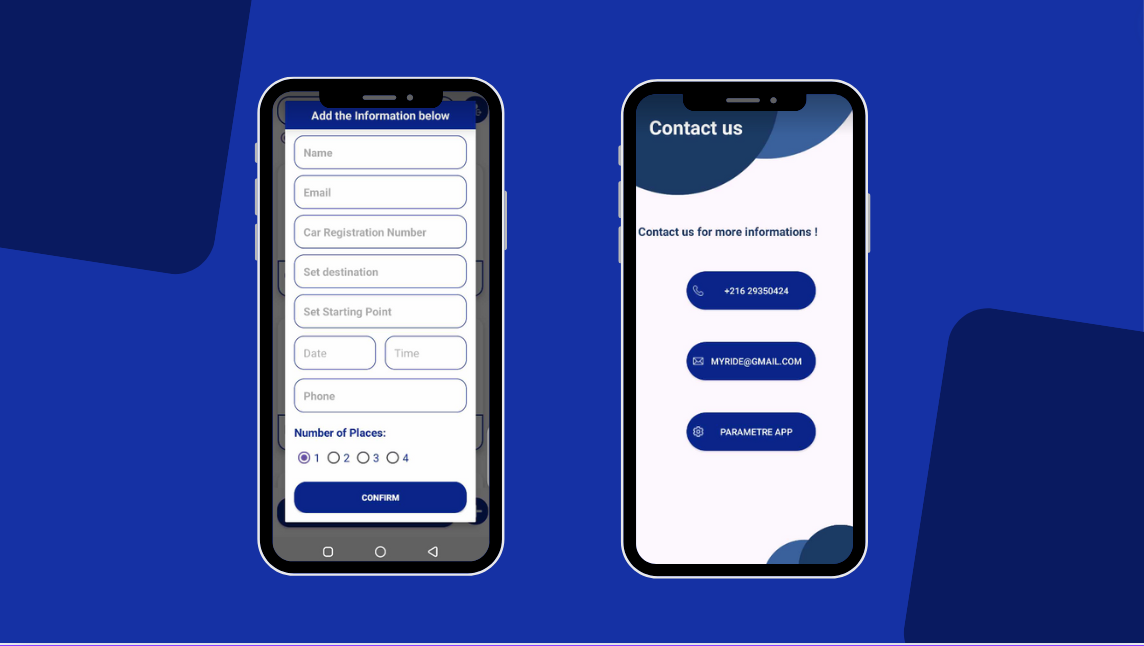 Add the Information below
Name
Email
Car Registration Number
Set destination
Set Starting Point
Date Time
Phone
Number of Places:
1 2 3 4
CONFIRM
Contact us
Contact us for more informations !
+216 29350424
MYRIDE@GMAIL.COM
PARAMETRE APP